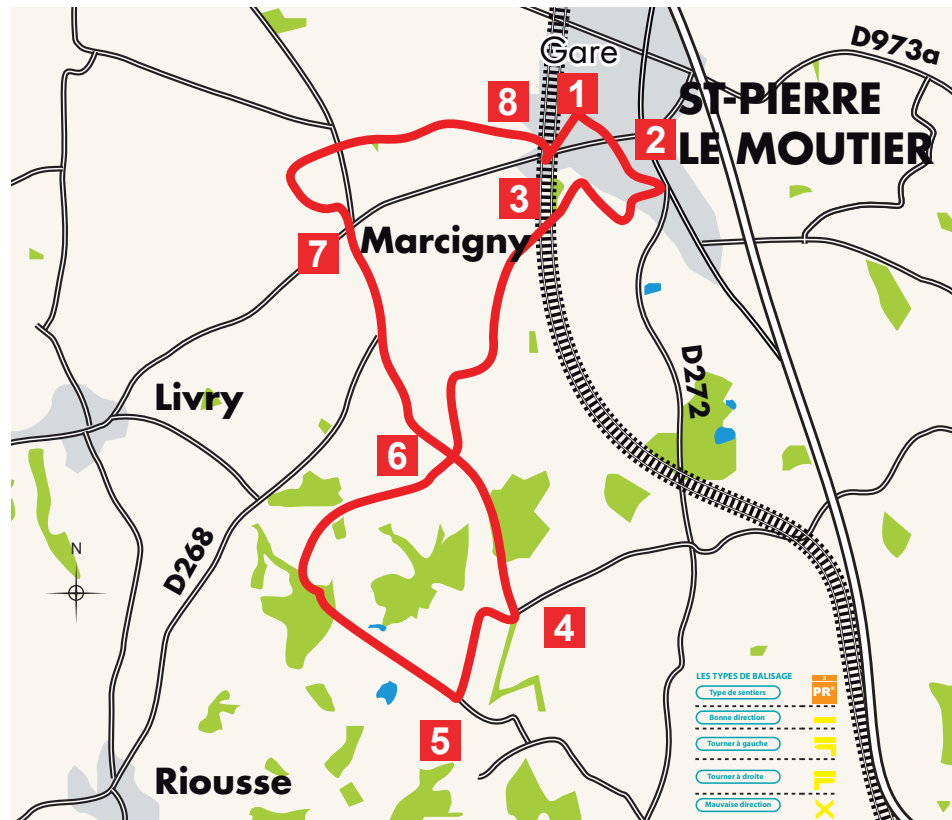 Gare
D973a
8
1
ST-PIERRE
LE MOUTIER
2
3
Marcigny
7
D272
Livry
6
N
D268
4
5
Riousse
LES TYPES DE BALISAGE
Type de sentiers
3
PR®
Bonne direction
Tourner à gauche
Tourner à droite
Mauvaise direction